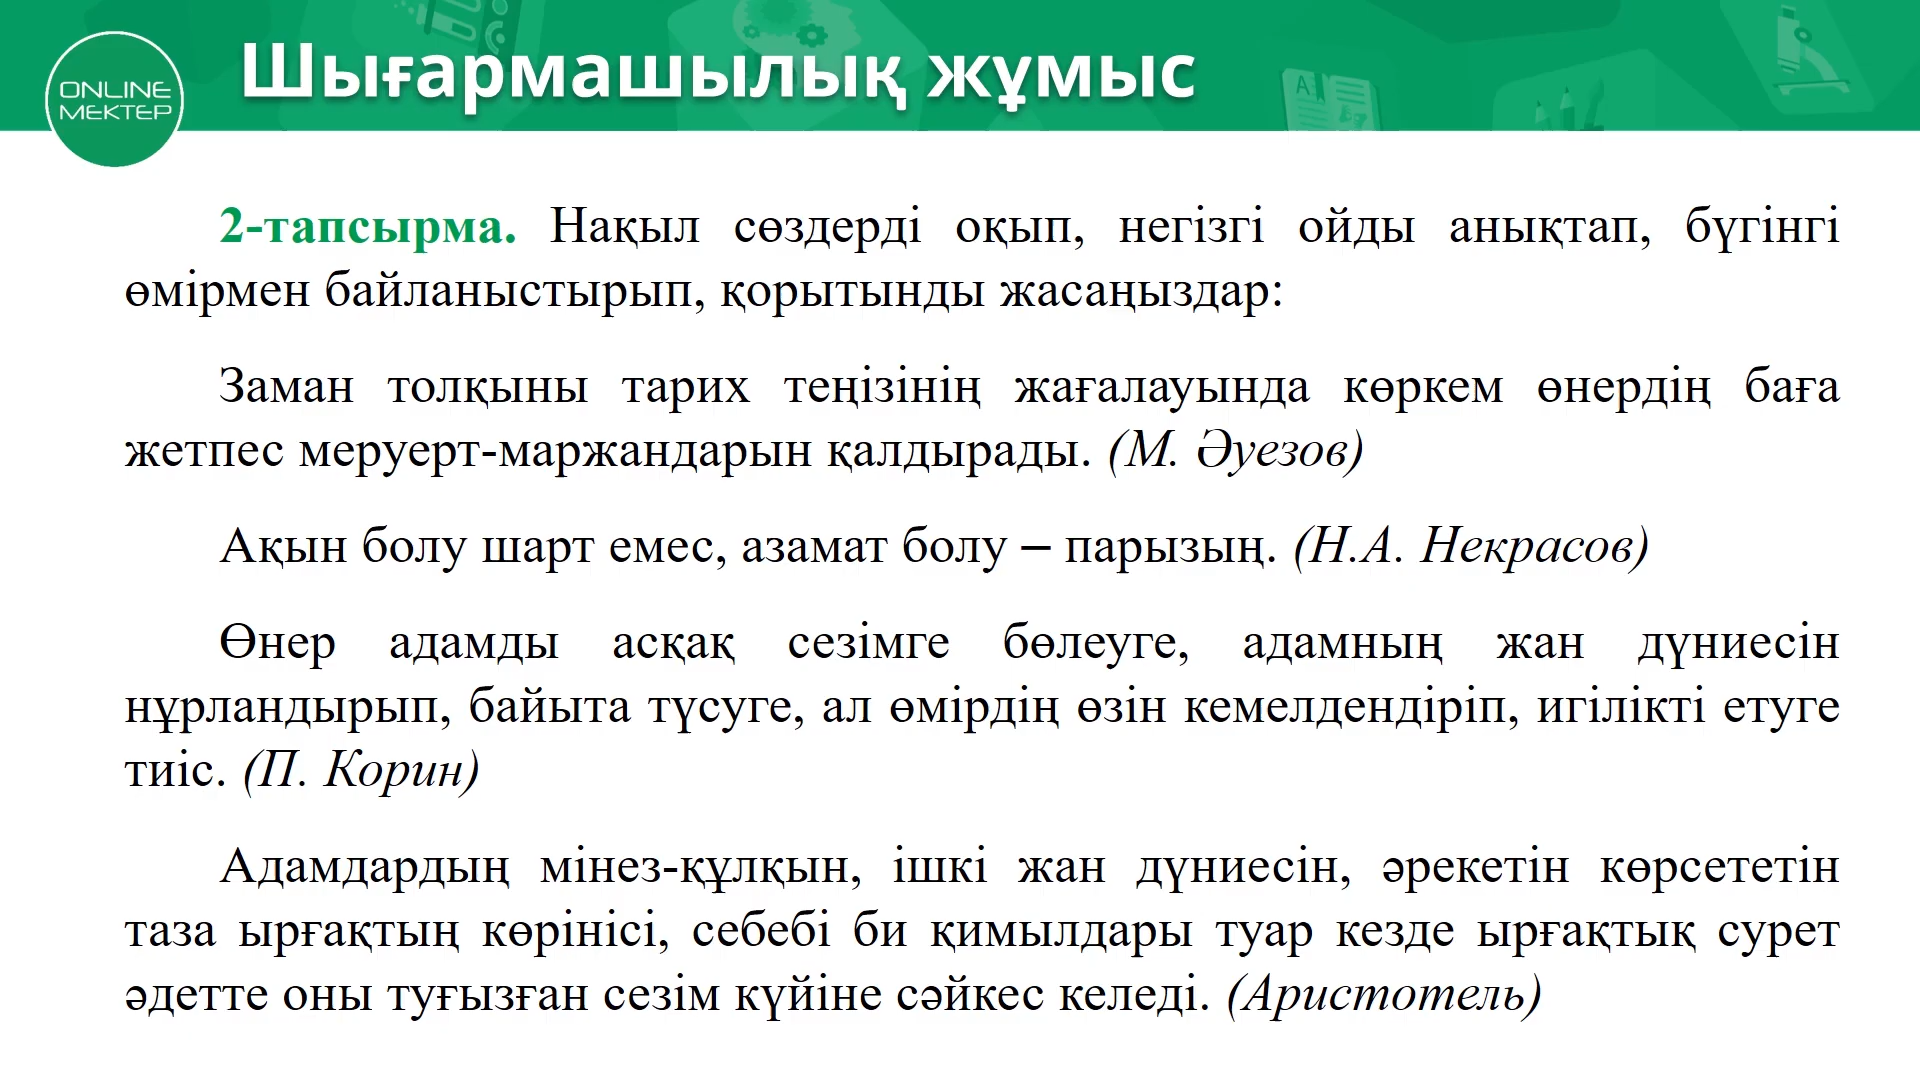 Шығармашылық жұмыс
ONLINE
MEKTEP
2-тапсырма. Нақыл сөздерді оқып, негізгі ойды анықтап, бүгінгі
өмірмен байланыстырып, қорытынды жасаңыздар:
Заман толқыны тарих теңізінің жағалауында көркем өнердің баға
жетпес меруерт-маржандарын қалдырады. (М. Әуезов)
Ақын болу шарт емес, азамат болу – парызың. (Н.А. Некрасов)
Өнер адамды асқақ сезімге бөлеуге, адамның жан дүниесін
нұрландырып, байыта түсуге, ал өмірдің өзін кемелдендіріп, игілікті етуге
тиіс. (П. Корин)
Адамдардың мінез-құлқын, ішкі жан дүниесін, әрекетін көрсететін
таза ырғақтың көрінісі, себебі би қимылдары туар кезде ырғақтық сурет
әдетте оны туғызған сезім күйіне сәйкес келеді. (Аристотель)